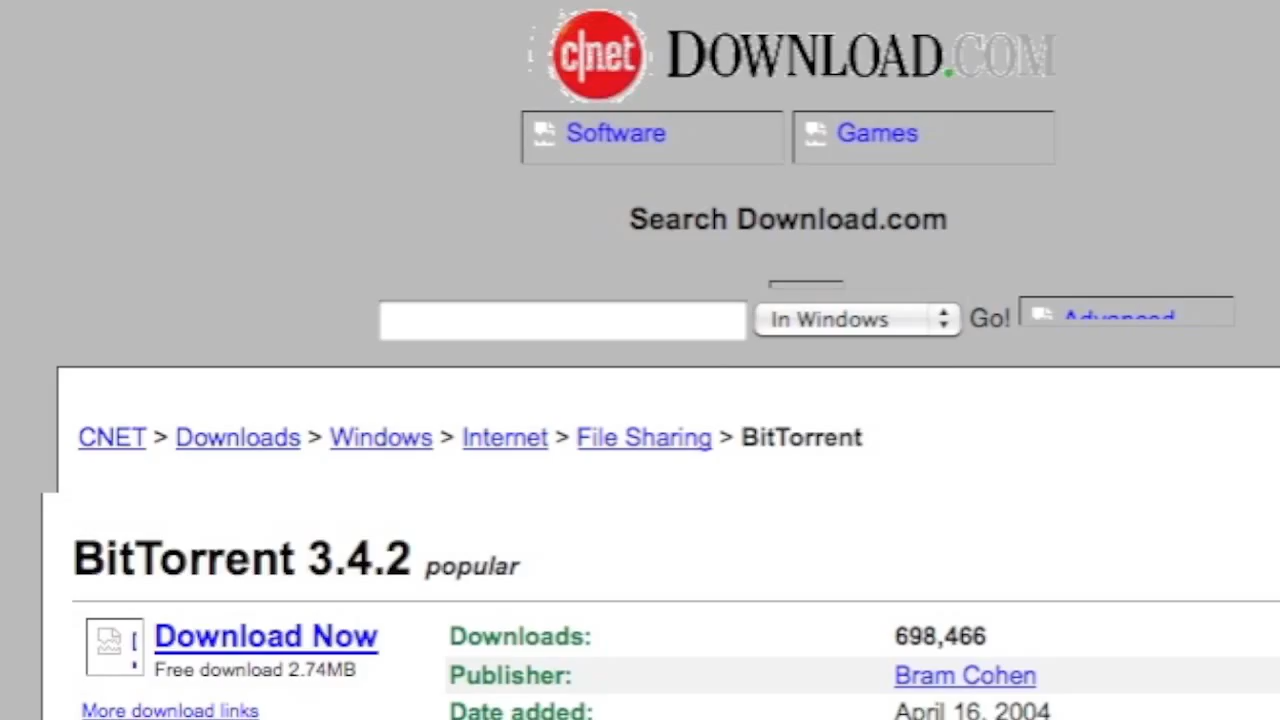 c|net DOWNLOAD.COM
Software Games
Search Download.com
In Windows Go! Advanced
CNET > Downloads > Windows > Internet > File Sharing > BitTorrent
BitTorrent 3.4.2 popular
Download Now Downloads: 698,466
Free download 2.74MB Publisher: Bram Cohen
More download links Date added: April 16, 2004